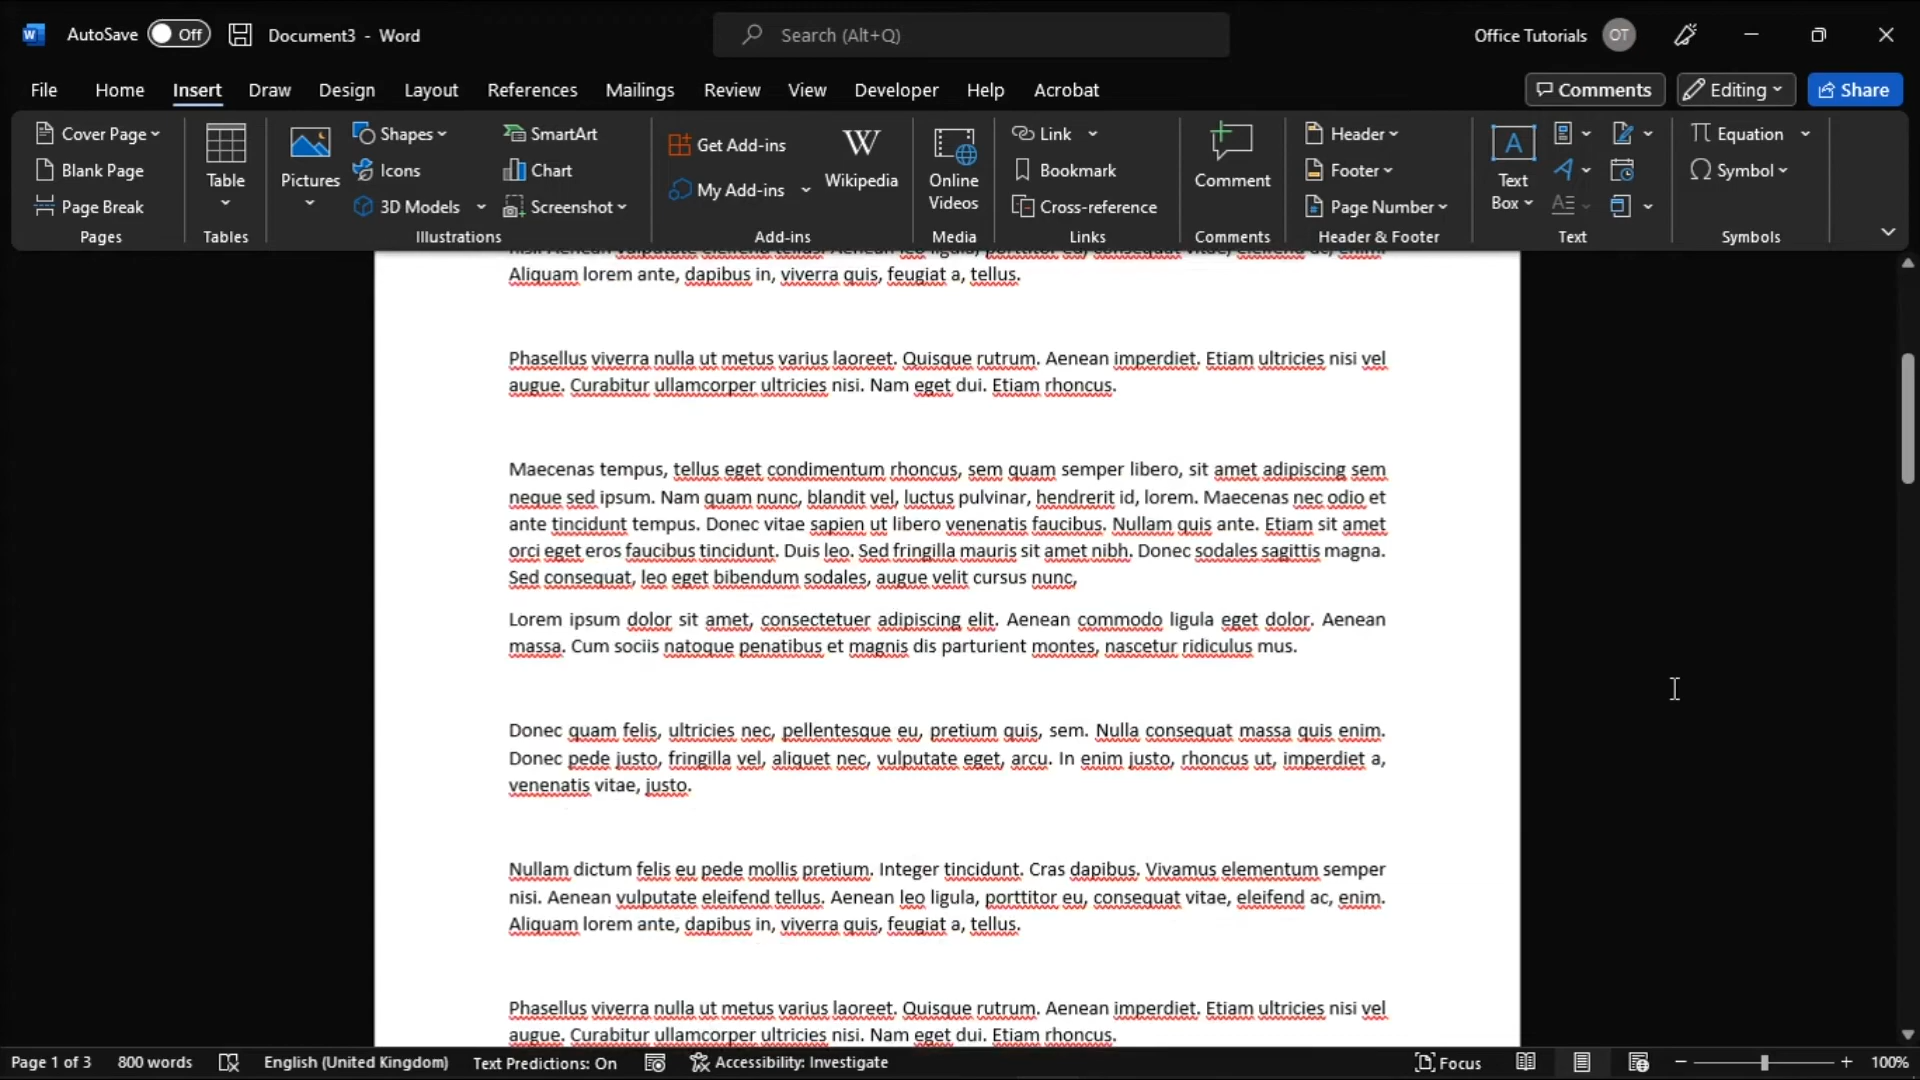 AutoSave Off Document3 - Word Search (Alt+Q) Office Tutorials OT
File Home Insert Draw Design Layout References Mailings Review View Developer Help Acrobat Comments Editing Share
Cover Page
Blank Page
Page Break
Pages
Table
Tables
Pictures
Shapes
Icons
3D Models
SmartArt
Chart
Screenshot
Illustrations
Get Add-ins
My Add-ins
W
Wikipedia
Add-ins
Online
Videos
Media
Link
Bookmark
Cross-reference
Links
Comment
Comments
Header
Footer
Page Number
Header & Footer
A
Text
Box
Text
Equation
Symbol
Symbols
Aliquam lorem ante, dapibus in, viverra quis, feugiat a, tellus.
Phasellus viverra nulla ut metus varius laoreet. Quisque rutrum. Aenean imperdiet. Etiam ultricies nisi vel
augue. Curabitur ullamcorper ultricies nisi. Nam eget dui. Etiam rhoncus.
Maecenas tempus, tellus eget condimentum rhoncus, sem quam semper libero, sit amet adipiscing sem
neque sed ipsum. Nam quam nunc, blandit vel, luctus pulvinar, hendrerit id, lorem. Maecenas nec odio et
ante tincidunt tempus. Donec vitae sapien ut libero venenatis faucibus. Nullam quis ante. Etiam sit amet
orci eget eros faucibus tincidunt. Duis leo. Sed fringilla mauris sit amet nibh. Donec sodales sagittis magna.
Sed consequat, leo eget bibendum sodales, augue velit cursus nunc,
Lorem ipsum dolor sit amet, consectetuer adipiscing elit. Aenean commodo ligula eget dolor. Aenean
massa. Cum sociis natoque penatibus et magnis dis parturient montes, nascetur ridiculus mus.
Donec quam felis, ultricies nec, pellentesque eu, pretium quis, sem. Nulla consequat massa quis enim.
Donec pede justo, fringilla vel, aliquet nec, vulputate eget, arcu. In enim justo, rhoncus ut, imperdiet a,
venenatis vitae, justo.
Nullam dictum felis eu pede mollis pretium. Integer tincidunt. Cras dapibus. Vivamus elementum semper
nisi. Aenean vulputate eleifend tellus. Aenean leo ligula, porttitor eu, consequat vitae, eleifend ac, enim.
Aliquam lorem ante, dapibus in, viverra quis, feugiat a, tellus.
Phasellus viverra nulla ut metus varius laoreet. Quisque rutrum. Aenean imperdiet. Etiam ultricies nisi vel
augue. Curabitur ullamcorper ultricies nisi. Nam eget dui. Etiam rhoncus.
Page 1 of 3 800 words English (United Kingdom) Text Predictions: On Accessibility: Investigate Focus 100%